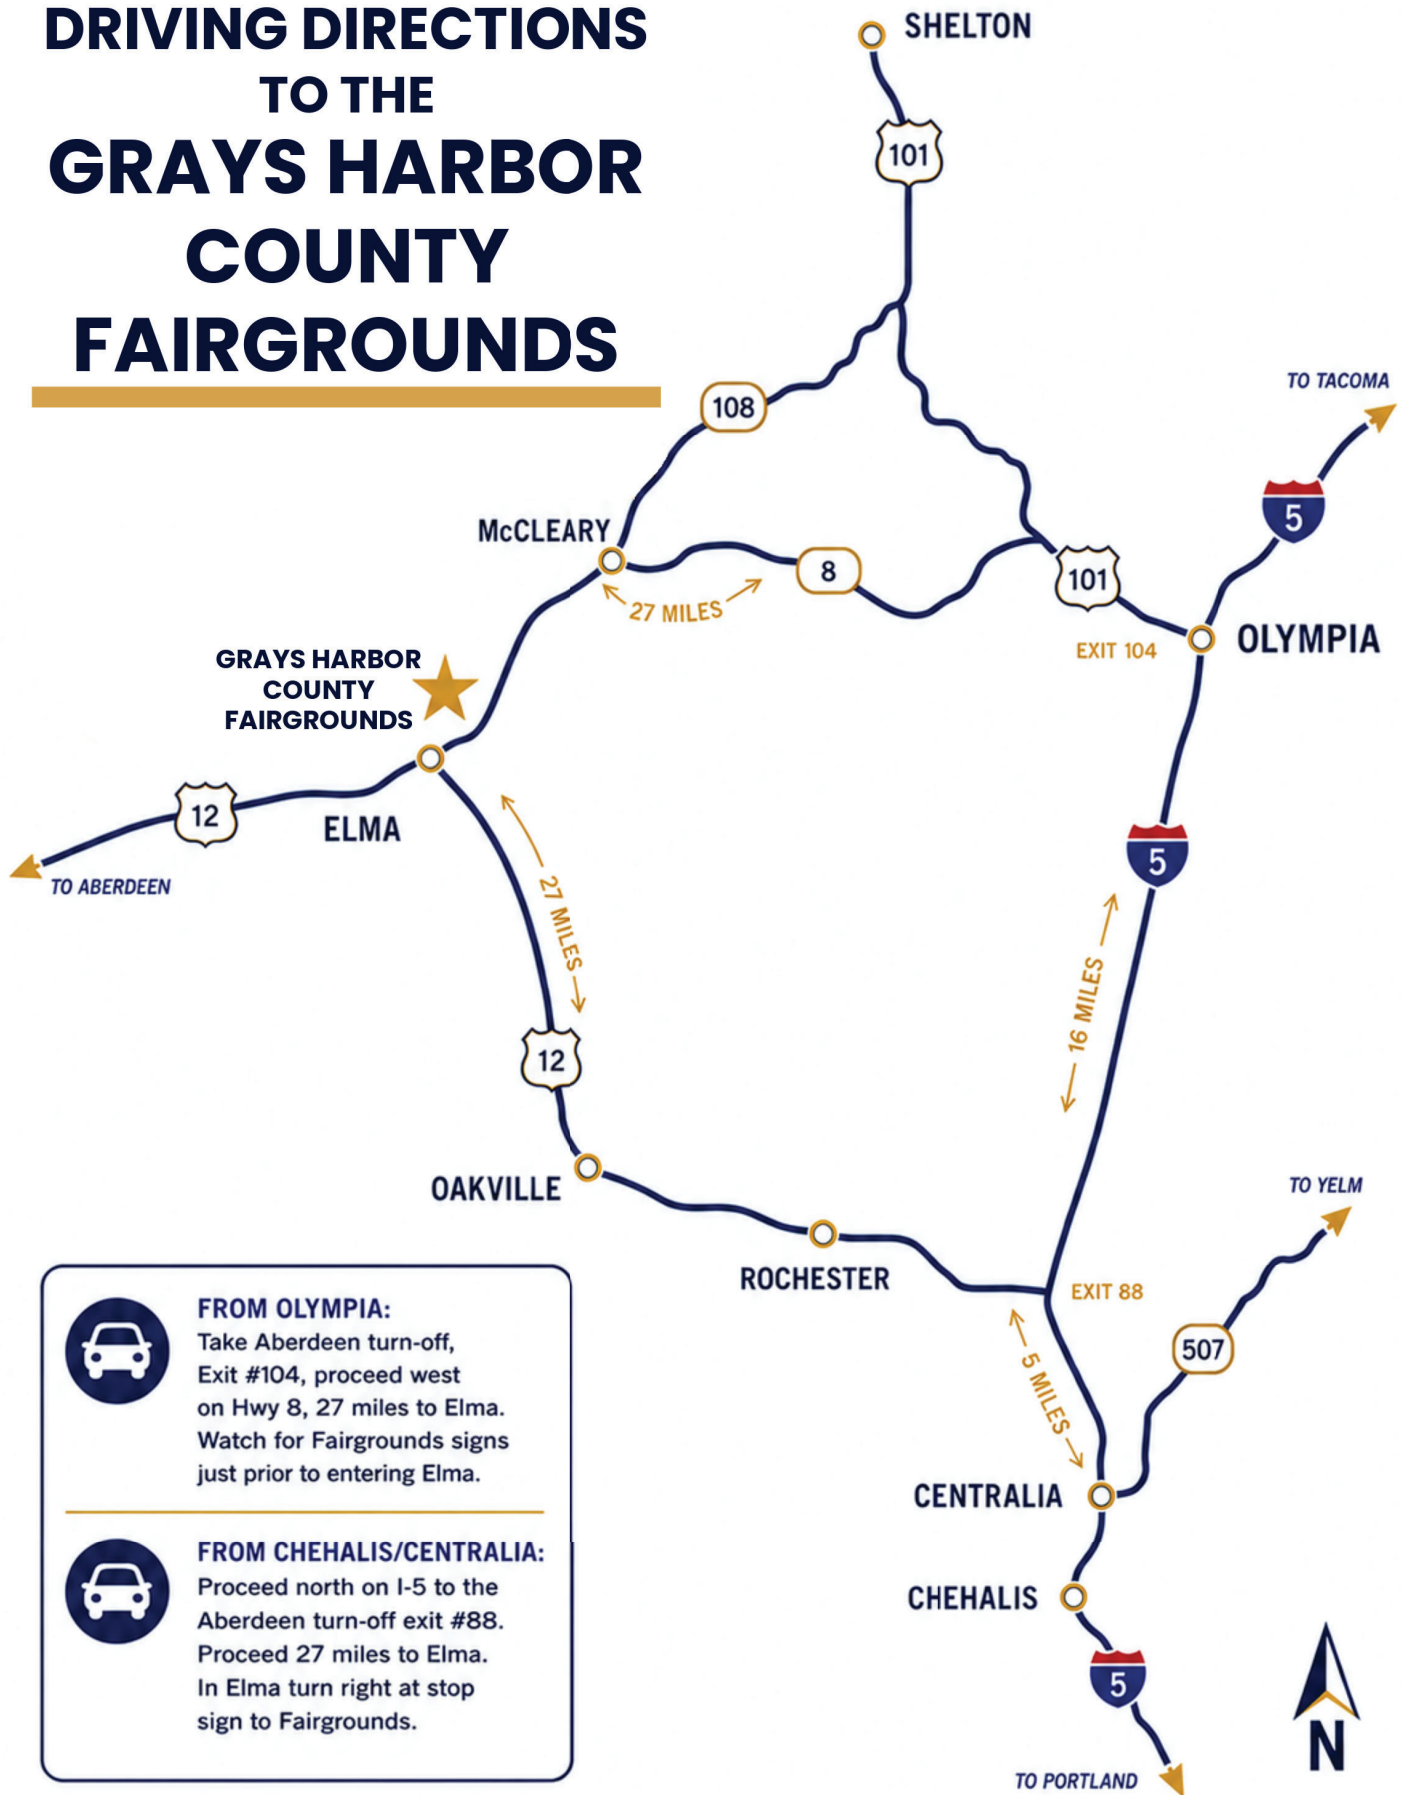 DRIVING DIRECTIONS
TO THE
GRAYS HARBOR
COUNTY
FAIRGROUNDS
SHELTON
101
108
TO TACOMA
5
McCLEARY
8
27 MILES
101
EXIT 104
OLYMPIA
GRAYS HARBOR
COUNTY
FAIRGROUNDS
12
ELMA
TO ABERDEEN
27 MILES
5
16 MILES
12
OAKVILLE
ROCHESTER
TO YELM
EXIT 88
507
5 MILES
CENTRALIA
CHEHALIS
5
TO PORTLAND
N
FROM OLYMPIA:
Take Aberdeen turn-off,
Exit #104, proceed west
on Hwy 8, 27 miles to Elma.
Watch for Fairgrounds signs
just prior to entering Elma.
FROM CHEHALIS/CENTRALIA:
Proceed north on I-5 to the
Aberdeen turn-off exit #88.
Proceed 27 miles to Elma.
In Elma turn right at stop
sign to Fairgrounds.